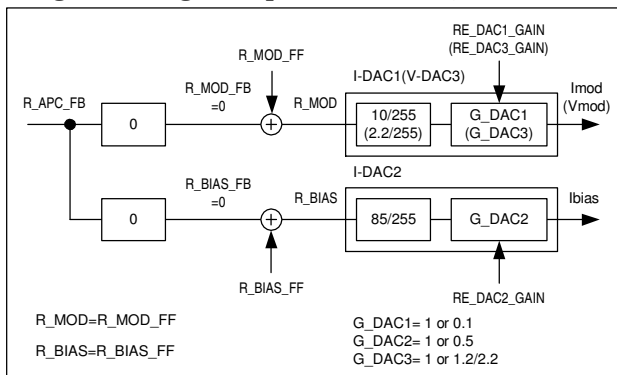 RE_DAC1_GAIN
(RE_DAC3_GAIN)
R_MOD_FF
I-DAC1(V-DAC3)
R_MOD_FB
=0
R_MOD
Imod
(Vmod)
R_APC_FB
0
10/255
(2.2/255)
G_DAC1
(G_DAC3)
I-DAC2
R_BIAS_FB
=0
R_BIAS
Ibias
0
85/255
G_DAC2
R_BIAS_FF
RE_DAC2_GAIN
R_MOD=R_MOD_FF
R_BIAS=R_BIAS_FF
G_DAC1= 1 or 0.1
G_DAC2= 1 or 0.5
G_DAC3= 1 or 1.2/2.2